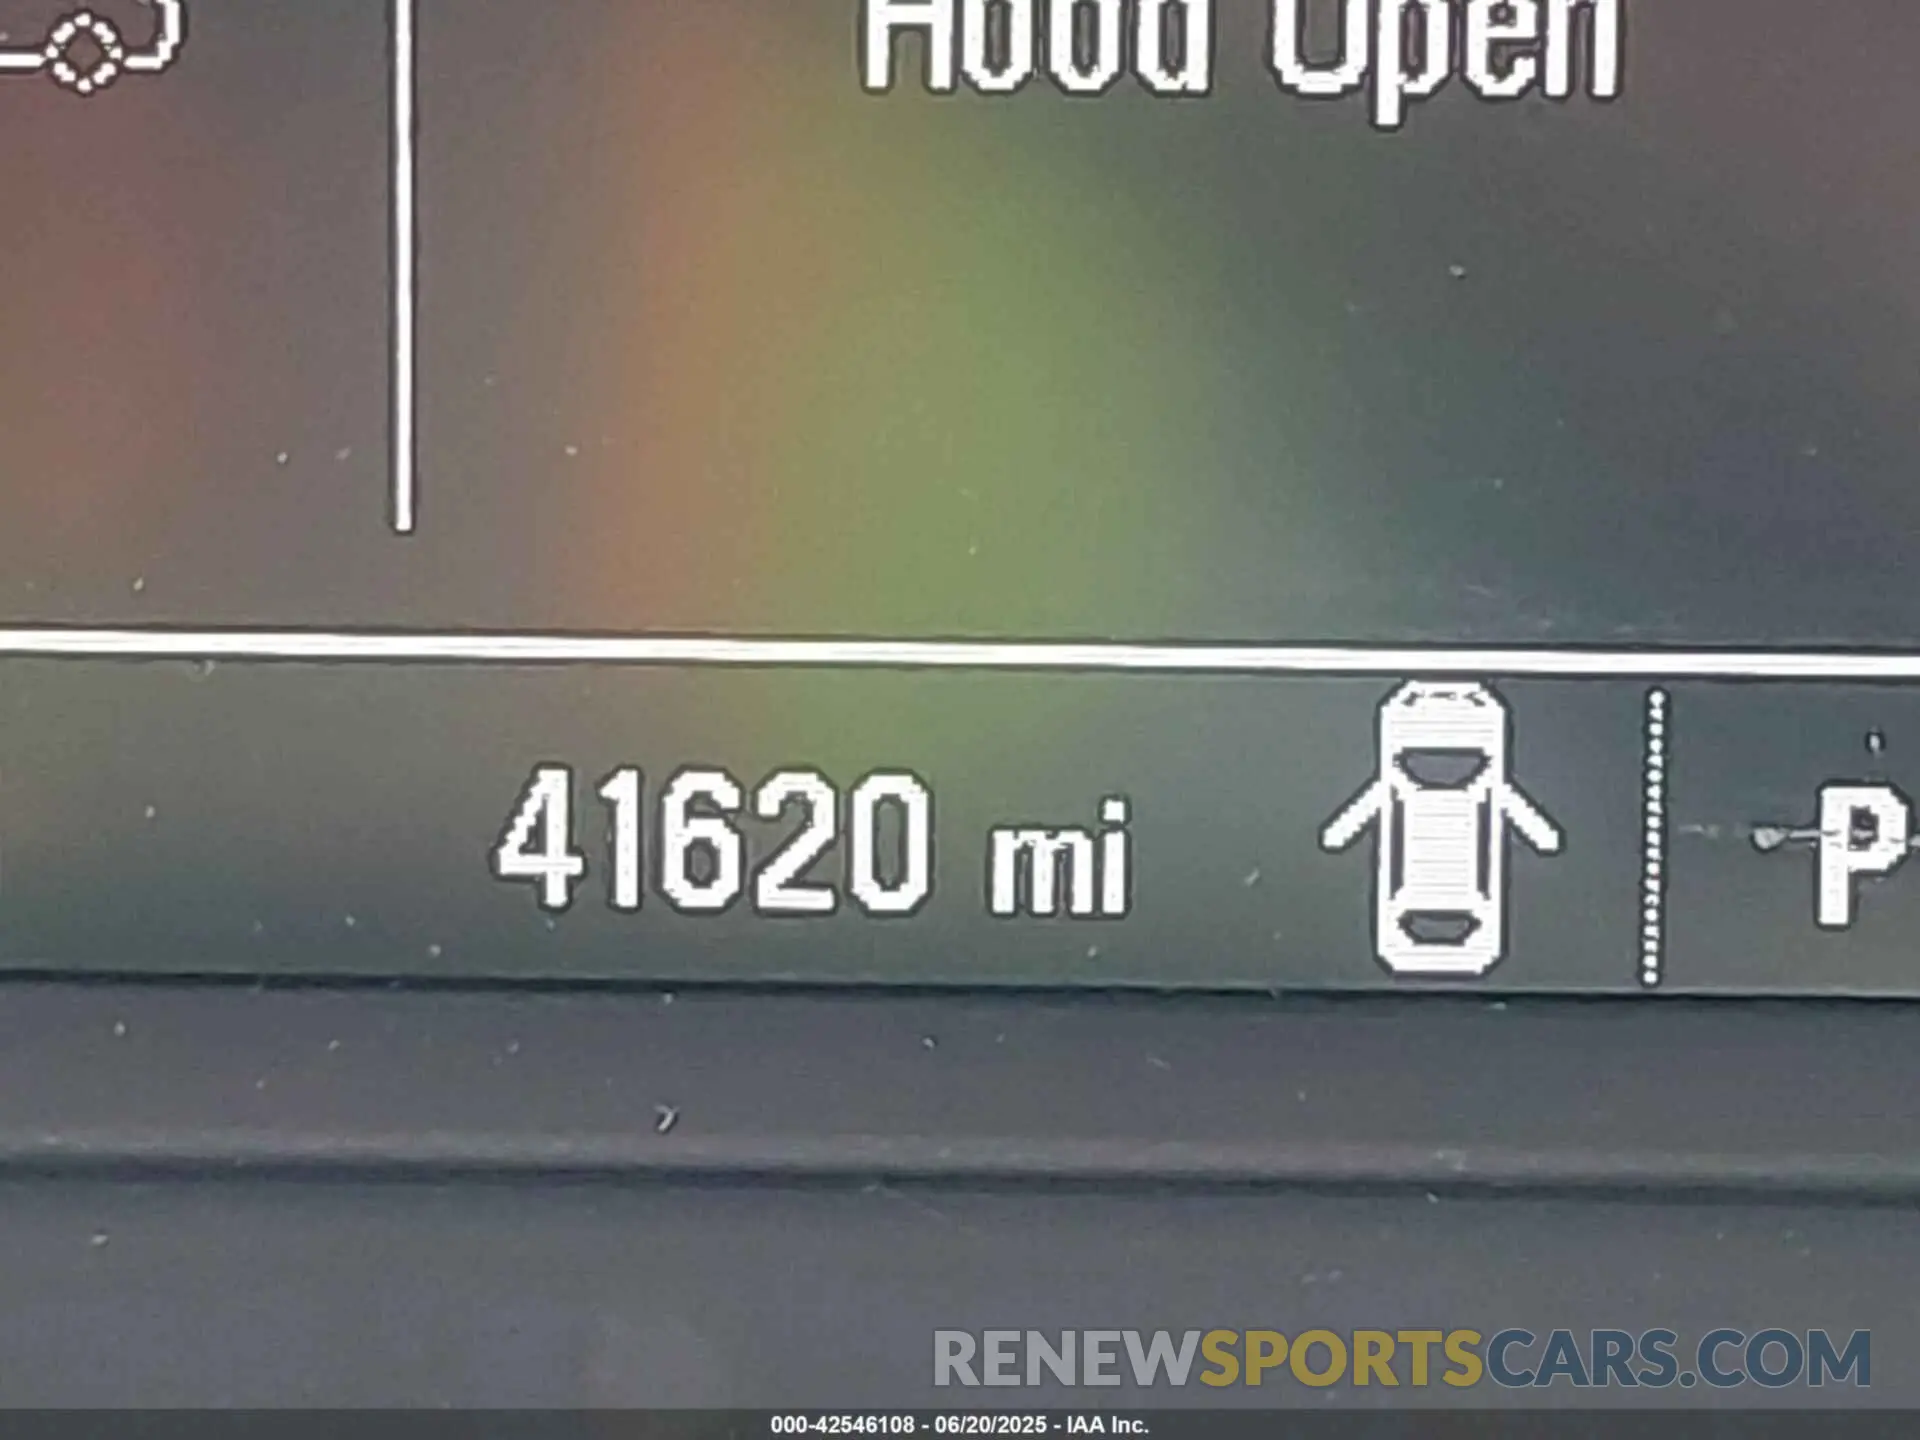 Hood Open
41620 mi
P
RENEWSPORTSCARS.COM
000-42546108 - 06/20/2025 - IAA Inc.